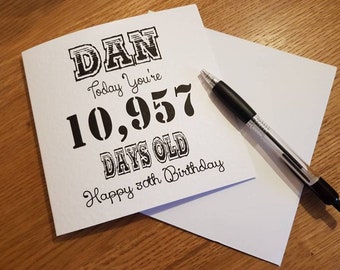 DAN
Today You're
10,957
DAYS OLD
Happy 30th Birthday